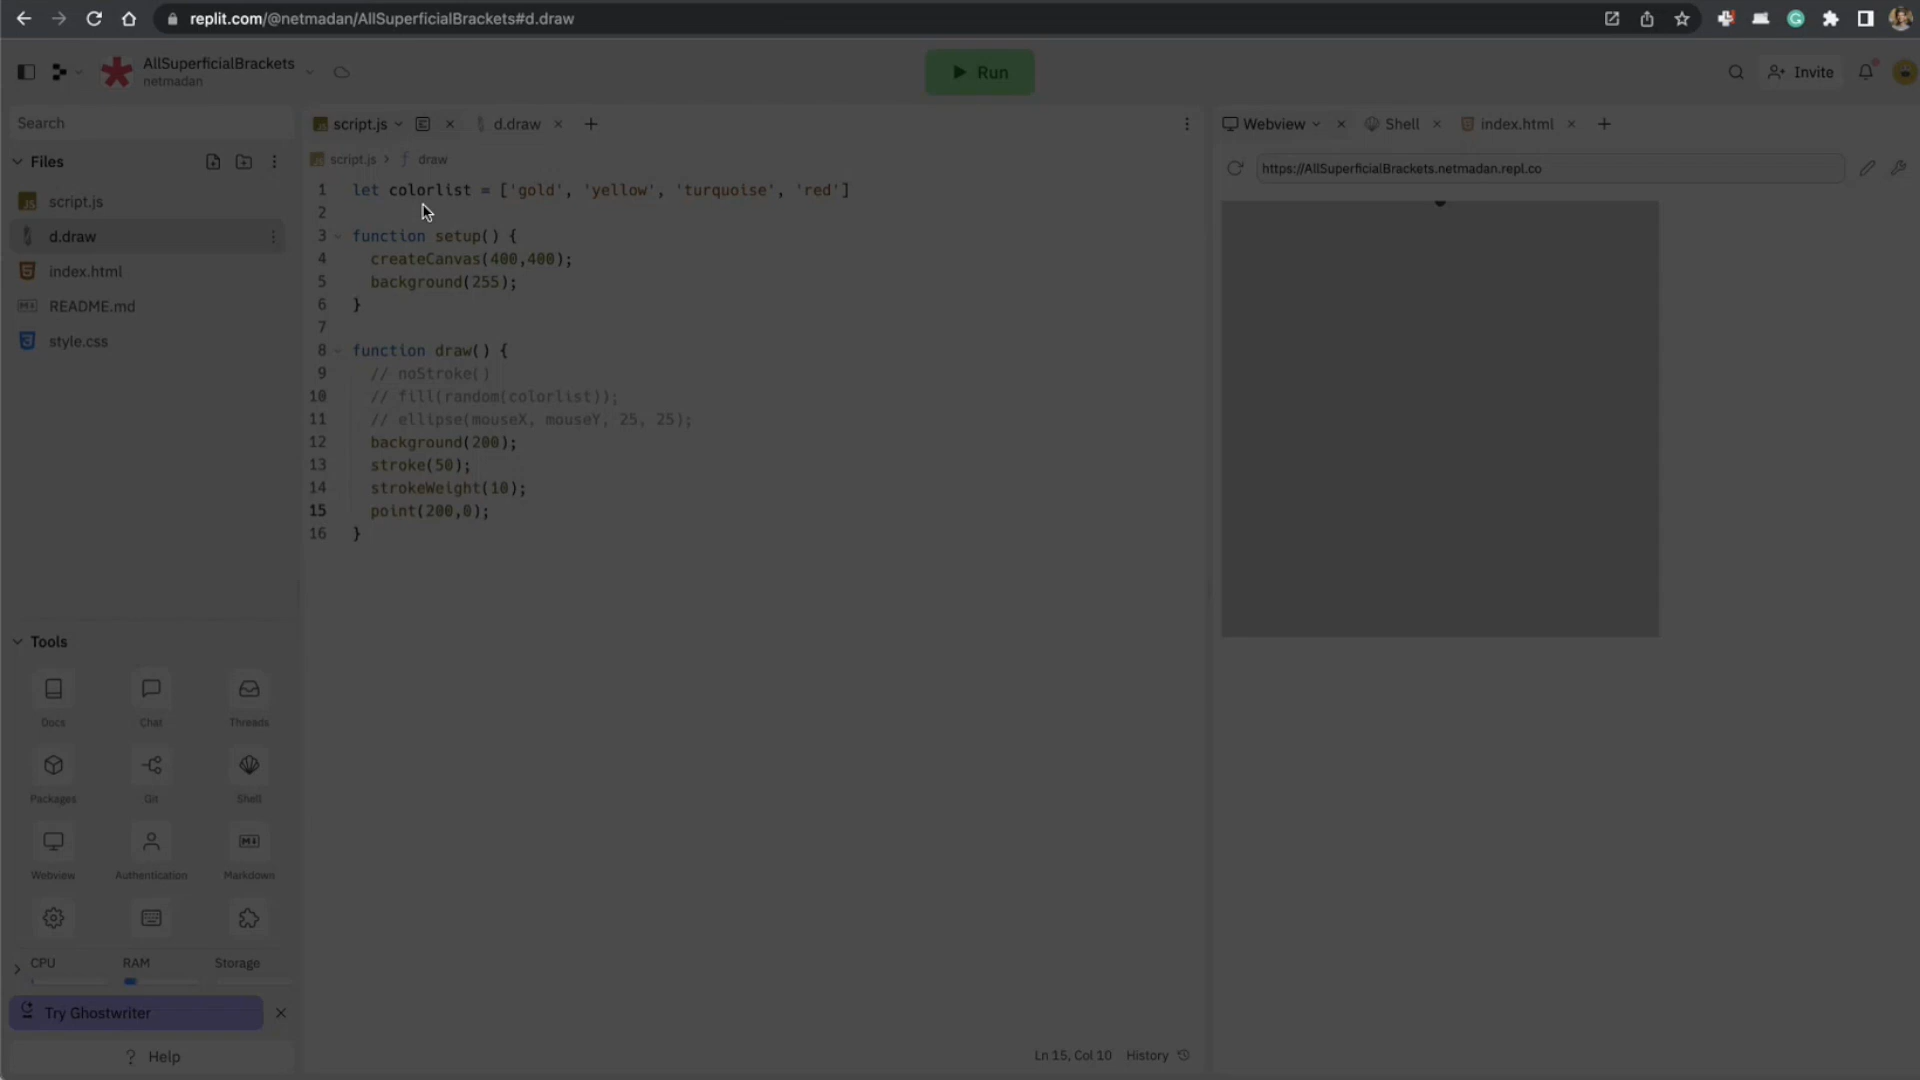 replit.com/@netmadan/AllSuperficialBrackets#d.draw
AllSuperficialBrackets
netmadan
Run
Invite
Search
Files
script.js
d.draw
index.html
README.md
style.css
Tools
Docs
Chat
Threads
Packages
Git
Shell
Webview
Authentication
Markdown
CPU
RAM
Storage
Try Ghostwriter
? Help
script.js
d.draw
script.js > f draw
1 let colorlist = ['gold', 'yellow', 'turquoise', 'red']
2
3 function setup() {
4 createCanvas(400,400);
5 background(255);
6 }
7
8 function draw() {
9 // noStroke()
10 // fill(random(colorlist));
11 // ellipse(mouseX, mouseY, 25, 25);
12 background(200);
13 stroke(50);
14 strokeWeight(10);
15 point(200,0);
16 }
Ln 15, Col 10 History
Webview
Shell
index.html
https://AllSuperficialBrackets.netmadan.repl.co